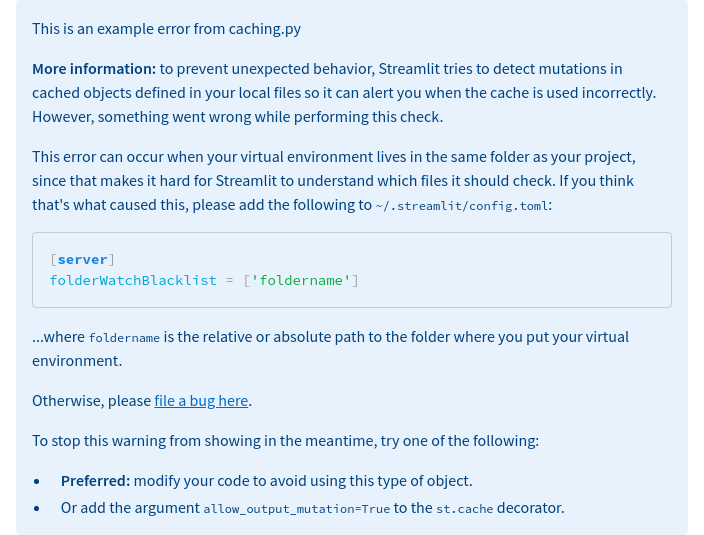 This is an example error from caching.py
More information: to prevent unexpected behavior, Streamlit tries to detect mutations in
cached objects defined in your local files so it can alert you when the cache is used incorrectly.
However, something went wrong while performing this check.
This error can occur when your virtual environment lives in the same folder as your project,
since that makes it hard for Streamlit to understand which files it should check. If you think
that's what caused this, please add the following to ~/.streamlit/config.toml:
[server]
folderWatchBlacklist = ['foldername']
...where foldername is the relative or absolute path to the folder where you put your virtual
environment.
Otherwise, please file a bug here.
To stop this warning from showing in the meantime, try one of the following:
• Preferred: modify your code to avoid using this type of object.
• Or add the argument allow_output_mutation=True to the st.cache decorator.